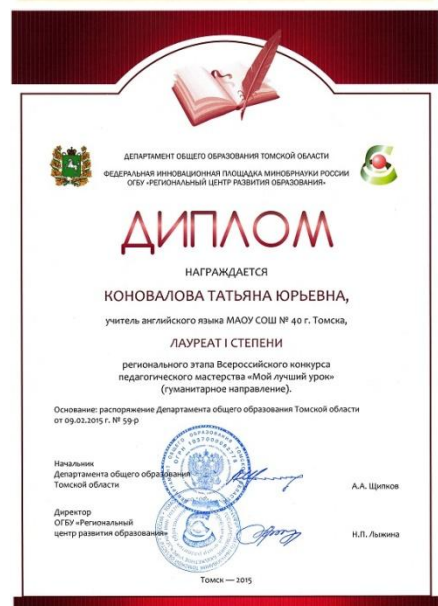 ДЕПАРТАМЕНТ ОБЩЕГО ОБРАЗОВАНИЯ ТОМСКОЙ ОБЛАСТИ
ФЕДЕРАЛЬНАЯ ИННОВАЦИОННАЯ ПЛОЩАДКА МИНОБРНАУКИ РОССИИ
ОГБУ «РЕГИОНАЛЬНЫЙ ЦЕНТР РАЗВИТИЯ ОБРАЗОВАНИЯ»
ДИПЛОМ
НАГРАЖДАЕТСЯ
КОНОВАЛОВА ТАТЬЯНА ЮРЬЕВНА,
учитель английского языка МАОУ СОШ № 40 г. Томска,
ЛАУРЕАТ I СТЕПЕНИ
регионального этапа Всероссийского конкурса
педагогического мастерства «Мой лучший урок»
(гуманитарное направление).
Основание: распоряжение Департамента общего образования Томской области
от 09.02.2015 г. № 59-р
Начальник
Департамента общего образования
Томской области
А.А. Щипков
Директор
ОГБУ «Региональный
центр развития образования»
Н.П. Лыжина
Томск — 2015